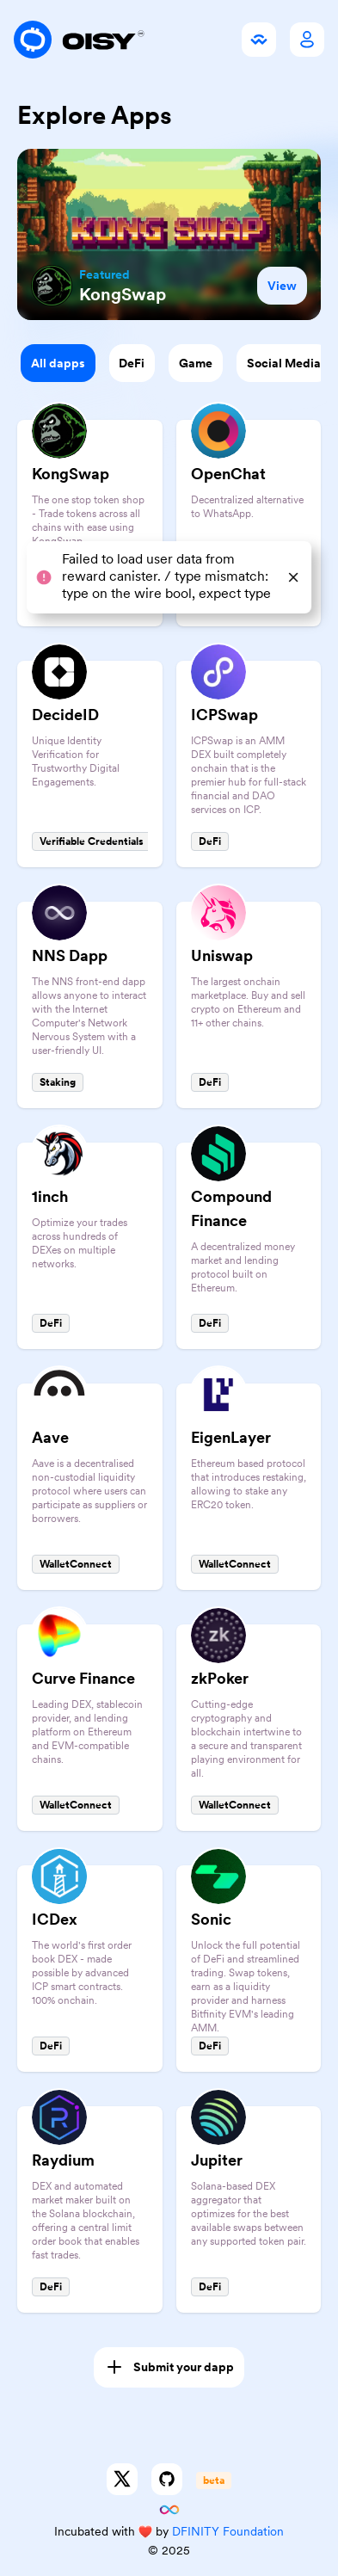 OISY
Explore Apps
KONG SWAP
Featured
KongSwap
View
All dapps
DeFi
Game
Social Media
KongSwap
The one stop token shop
- Trade tokens across all
chains with ease using
OpenChat
Decentralized alternative
to WhatsApp.
Failed to load user data from
reward canister. / type mismatch:
type on the wire bool, expect type
DecideID
Unique Identity
Verification for
Trustworthy Digital
Engagements.
Verifiable Credentials
ICPSwap
ICPSwap is an AMM
DEX built completely
onchain that is the
premier hub for full-stack
financial and DAO
services on ICP.
DeFi
NNS Dapp
The NNS front-end dapp
allows anyone to interact
with the Internet
Computer's Network
Nervous System with a
user-friendly UI.
Staking
Uniswap
The largest onchain
marketplace. Buy and sell
crypto on Ethereum and
11+ other chains.
DeFi
1inch
Optimize your trades
across hundreds of
DEXes on multiple
networks.
DeFi
Compound
Finance
A decentralized money
market and lending
protocol built on
Ethereum.
DeFi
Aave
Aave is a decentralised
non-custodial liquidity
protocol where users can
participate as suppliers or
borrowers.
WalletConnect
EigenLayer
Ethereum based protocol
that introduces restaking,
allowing to stake any
ERC20 token.
WalletConnect
Curve Finance
Leading DEX, stablecoin
provider, and lending
platform on Ethereum
and EVM-compatible
chains.
WalletConnect
zk
zkPoker
Cutting-edge
cryptography and
blockchain intertwine to
a secure and transparent
playing environment for
all.
WalletConnect
ICDex
The world's first order
book DEX - made
possible by advanced
ICP smart contracts.
100% onchain.
DeFi
Sonic
Unlock the full potential
of DeFi and streamlined
trading. Swap tokens,
earn as a liquidity
provider and harness
Bitfinity EVM's leading
AMM.
DeFi
Raydium
DEX and automated
market maker built on
the Solana blockchain,
offering a central limit
order book that enables
fast trades.
DeFi
Jupiter
Solana-based DEX
aggregator that
optimizes for the best
available swaps between
any supported token pair.
DeFi
Submit your dapp
beta
Incubated with ❤️ by DFINITY Foundation
© 2025